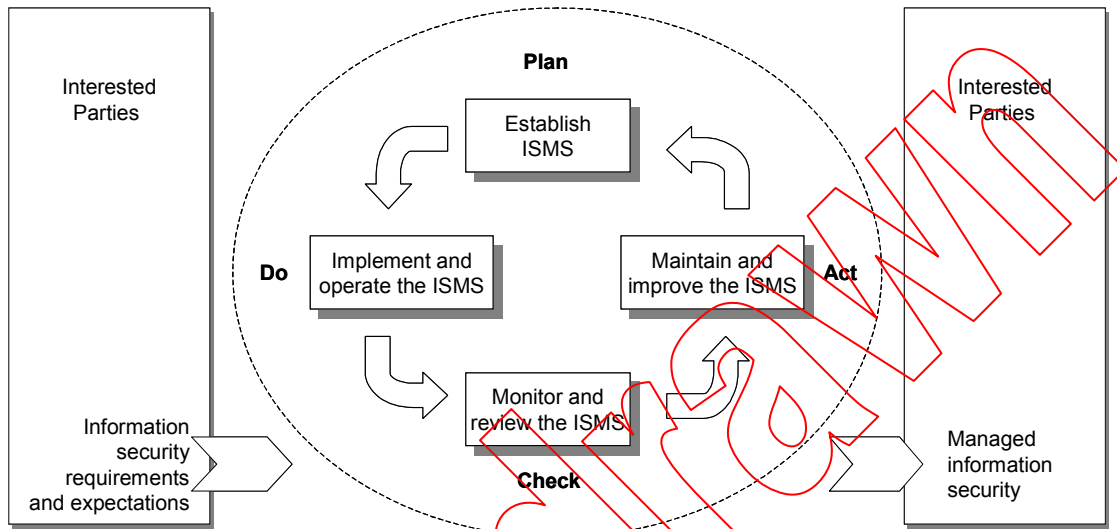 Interested
Parties
Plan
Establish
ISMS
Interested
Parties
Do
Implement and
operate the ISMS
Maintain and
improve the ISMS
Act
Monitor and
review the ISMS
Check
Information
security
requirements
and expectations
Managed
information
security